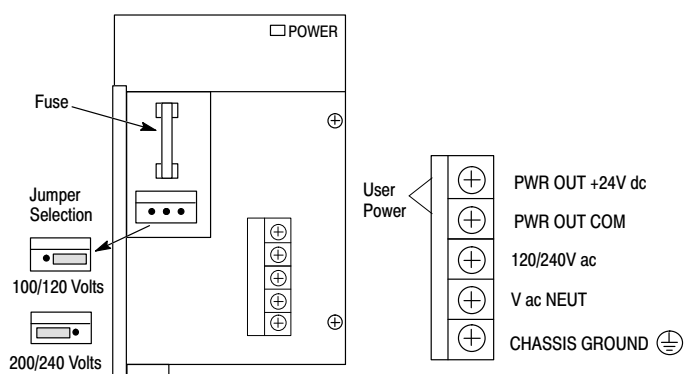 POWER
Fuse
Jumper
Selection
100/120 Volts
200/240 Volts
User
Power
PWR OUT +24V dc
PWR OUT COM
120/240V ac
V ac NEUT
CHASSIS GROUND